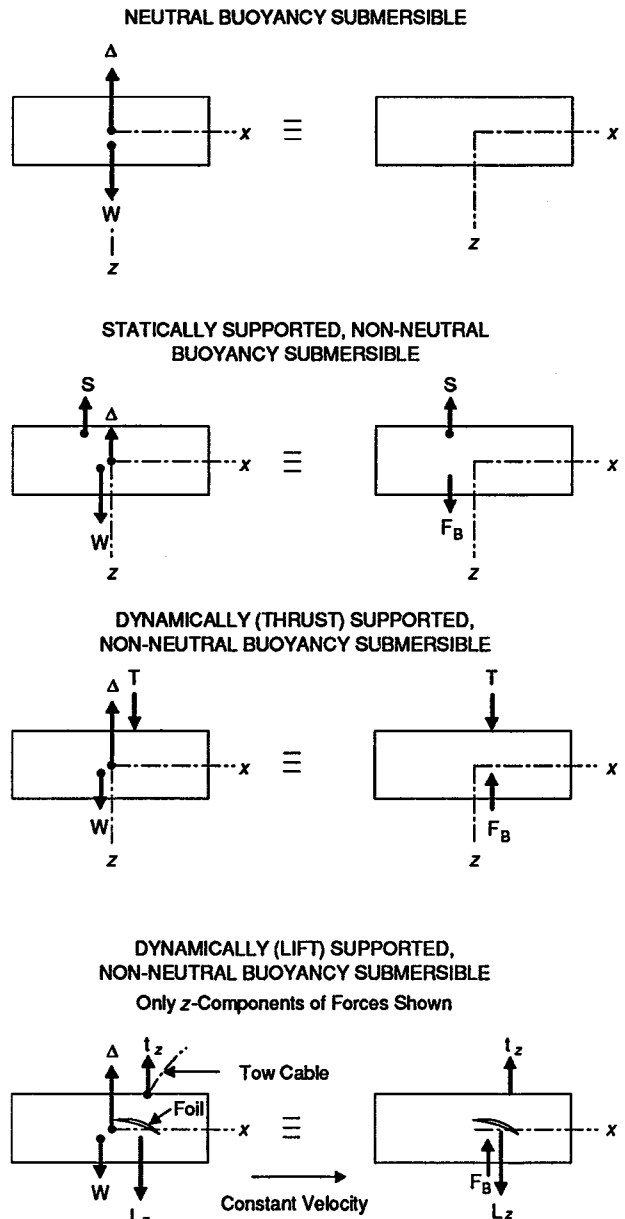 NEUTRAL BUOYANCY SUBMERSIBLE
Δ
x ≡ x
W
z z
STATICALLY SUPPORTED, NON-NEUTRAL
BUOYANCY SUBMERSIBLE
S S
Δ
x ≡ x
W F_B
z z
DYNAMICALLY (THRUST) SUPPORTED,
NON-NEUTRAL BUOYANCY SUBMERSIBLE
Δ T T
x ≡ x
W F_B
z z
DYNAMICALLY (LIFT) SUPPORTED,
NON-NEUTRAL BUOYANCY SUBMERSIBLE
Only z-Components of Forces Shown
Δ t_z t_z
Tow Cable
Foil
x ≡ x
W F_B
Constant Velocity
L_z